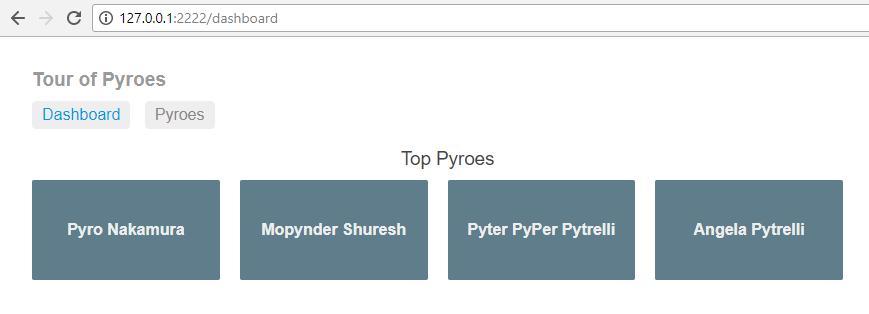 127.0.0.1:2222/dashboard
Tour of Pyroes
Dashboard Pyroes
Top Pyroes
Pyro Nakamura Mopynder Shuresh Pyter PyPer Pytrelli Angela Pytrelli